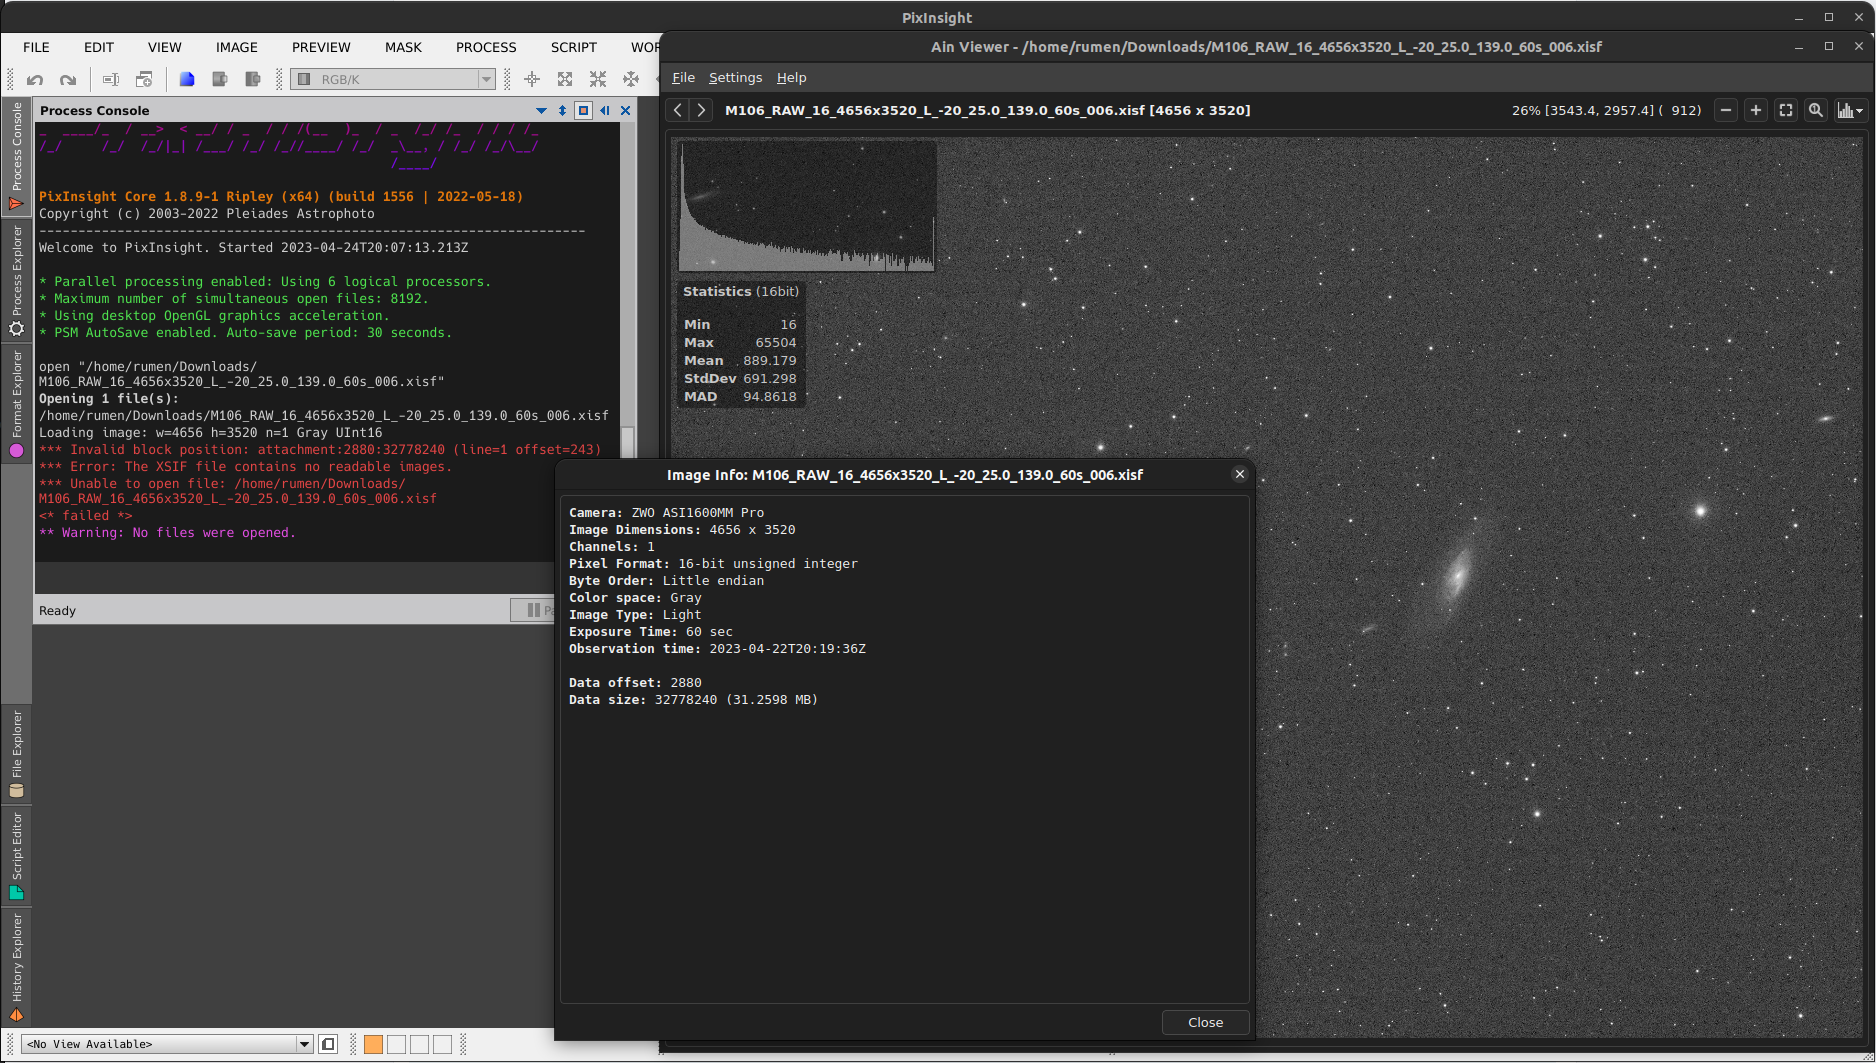 PixInsight
FILE EDIT VIEW IMAGE PREVIEW MASK PROCESS SCRIPT WOR
RGB/K
Process Console
Process Console
Process Explorer
Format Explorer
File Explorer
Script Editor
History Explorer
PixInsight Core 1.8.9-1 Ripley (x64) (build 1556 | 2022-05-18)
Copyright (c) 2003-2022 Pleiades Astrophoto
----------------------------------------------------------------------
Welcome to PixInsight. Started 2023-04-24T20:07:13.213Z
* Parallel processing enabled: Using 6 logical processors.
* Maximum number of simultaneous open files: 8192.
* Using desktop OpenGL graphics acceleration.
* PSM AutoSave enabled. Auto-save period: 30 seconds.
open "/home/rumen/Downloads/
M106_RAW_16_4656x3520_L_-20_25.0_139.0_60s_006.xisf"
Opening 1 file(s):
/home/rumen/Downloads/M106_RAW_16_4656x3520_L_-20_25.0_139.0_60s_006.xisf
Loading image: w=4656 h=3520 n=1 Gray UInt16
*** Invalid block position: attachment:2880:32778240 (line=1 offset=243)
*** Error: The XSIF file contains no readable images.
*** Unable to open file: /home/rumen/Downloads/
M106_RAW_16_4656x3520_L_-20_25.0_139.0_60s_006.xisf
<* failed *>
** Warning: No files were opened.
Ready
Pa
<No View Available>
Ain Viewer - /home/rumen/Downloads/M106_RAW_16_4656x3520_L_-20_25.0_139.0_60s_006.xisf
File Settings Help
M106_RAW_16_4656x3520_L_-20_25.0_139.0_60s_006.xisf [4656 x 3520]
26% [3543.4, 2957.4] ( 912)
Statistics (16bit)
Min 16
Max 65504
Mean 889.179
StdDev 691.298
MAD 94.8618
Image Info: M106_RAW_16_4656x3520_L_-20_25.0_139.0_60s_006.xisf
Camera: ZWO ASI1600MM Pro
Image Dimensions: 4656 x 3520
Channels: 1
Pixel Format: 16-bit unsigned integer
Byte Order: Little endian
Color space: Gray
Image Type: Light
Exposure Time: 60 sec
Observation time: 2023-04-22T20:19:36Z
Data offset: 2880
Data size: 32778240 (31.2598 MB)
Close